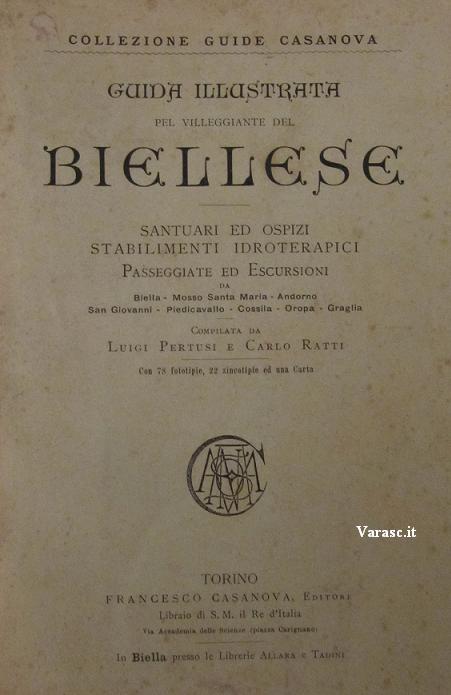 COLLEZIONE GUIDE CASANOVA
GUIDA ILLUSTRATA
PEL VILLEGGIANTE DEL
BIELLESE
SANTUARI ED OSPIZI
STABILIMENTI IDROTERAPICI
PASSEGGIATE ED ESCURSIONI
DA
Biella - Mosso Santa Maria - Andorno
San Giovanni - Piedicavallo - Cossila - Oropa - Graglia
COMPILATA DA
LUIGI PERTUSI E CARLO RATTI
Con 78 fototipie, 22 zincotipie ed una Carta
Varasc.it
TORINO
FRANCESCO CASANOVA, EDITORE
Libraio di S. M. il Re d'Italia
Via Accademia delle Scienze (piazza Carignano)
In Biella presso le Librerie ALLARA e TADINI